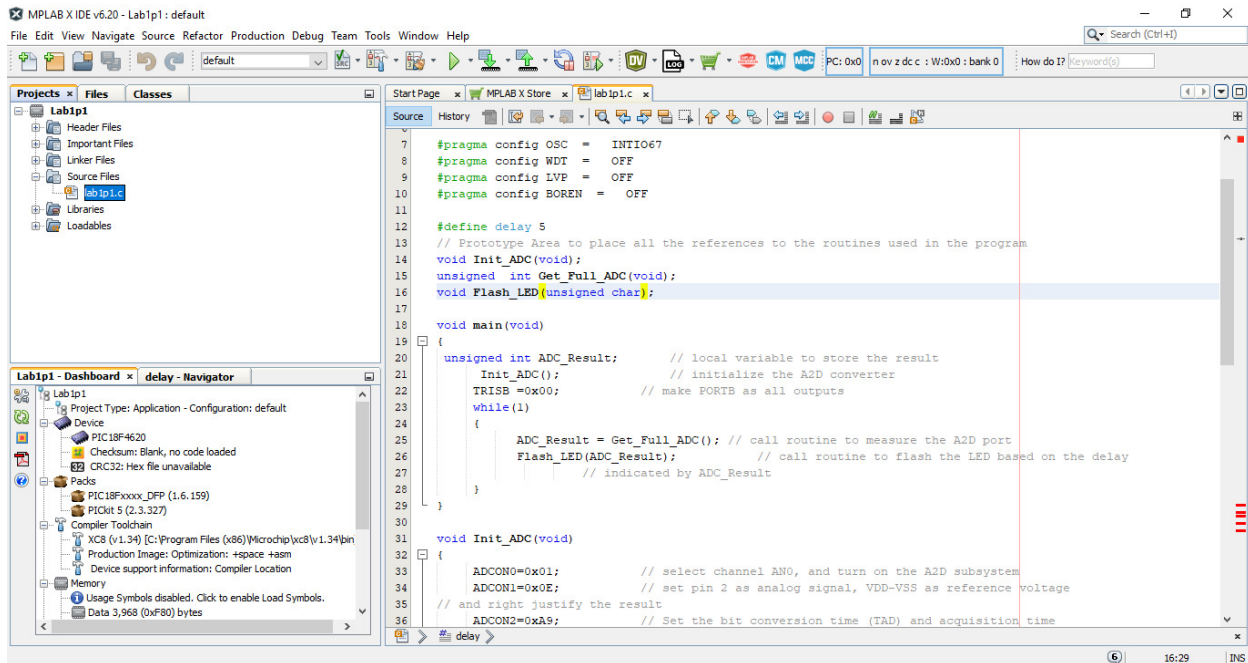 MPLAB X IDE v6.20 - Lab1p1 : default
File Edit View Navigate Source Refactor Production Debug Team Tools Window Help
Search (Ctrl+I)
default
PC: 0x0
n ov z dc c : W:0x0 : bank 0
How do I?
Keyword(s)
Projects
Files
Classes
Lab1p1
Header Files
Important Files
Linker Files
Source Files
lab1p1.c
Libraries
Loadables
Lab1p1 - Dashboard
delay - Navigator
Lab1p1
Project Type: Application - Configuration: default
Device
PIC18F4620
Checksum: Blank, no code loaded
CRC32: Hex file unavailable
Packs
PIC18Fxxxx_DFP (1.6.159)
PICkit 5 (2.3.327)
Compiler Toolchain
XC8 (v1.34) [C:\Program Files (x86)\Microchip\xc8\v1.34\bin
Production Image: Optimization: +space +asm
Device support information: Compiler Location
Memory
Usage Symbols disabled. Click to enable Load Symbols.
Data 3,968 (0xF80) bytes
Start Page
MPLAB X Store
lab1p1.c
Source
History
7 #pragma config OSC = INTIO67
8 #pragma config WDT = OFF
9 #pragma config LVP = OFF
10 #pragma config BOREN = OFF
11
12 #define delay 5
13 // Prototype Area to place all the references to the routines used in the program
14 void Init_ADC(void);
15 unsigned int Get_Full_ADC(void);
16 void Flash_LED(unsigned char);
17
18 void main(void)
19 {
20 unsigned int ADC_Result; // local variable to store the result
21 Init_ADC(); // initialize the A2D converter
22 TRISB =0x00; // make PORTB as all outputs
23 while(1)
24 {
25 ADC_Result = Get_Full_ADC(); // call routine to measure the A2D port
26 Flash_LED(ADC_Result); // call routine to flash the LED based on the delay
27 // indicated by ADC_Result
28 }
29 }
30
31 void Init_ADC(void)
32 {
33 ADCON0=0x01; // select channel AN0, and turn on the A2D subsystem
34 ADCON1=0x0E; // set pin 2 as analog signal, VDD-VSS as reference voltage
35 // and right justify the result
36 ADCON2=0xA9; // Set the bit conversion time (TAD) and acquisition time
delay
6
16:29
INS